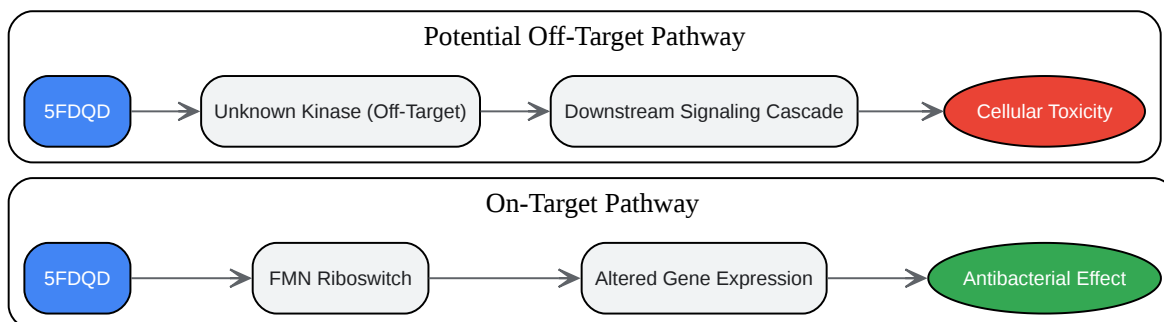 Potential Off-Target Pathway
5FDQD
Unknown Kinase (Off-Target)
Downstream Signaling Cascade
Cellular Toxicity
On-Target Pathway
5FDQD
FMN Riboswitch
Altered Gene Expression
Antibacterial Effect